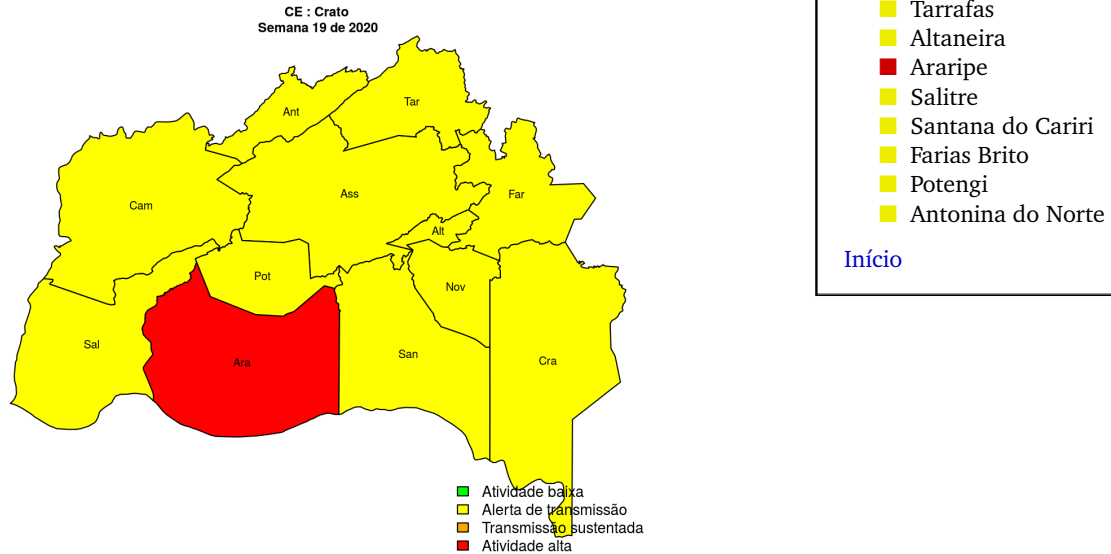 CE : Crato
Semana 19 de 2020
Ant
Tar
Cam
Ass
Far
Alt
Pot
Nov
Sal
Ara
San
Cra
Atividade baixa
Alerta de transmissão
Transmissão sustentada
Atividade alta
Tarrafas
Altaneira
Araripe
Salitre
Santana do Cariri
Farias Brito
Potengi
Antonina do Norte
Início